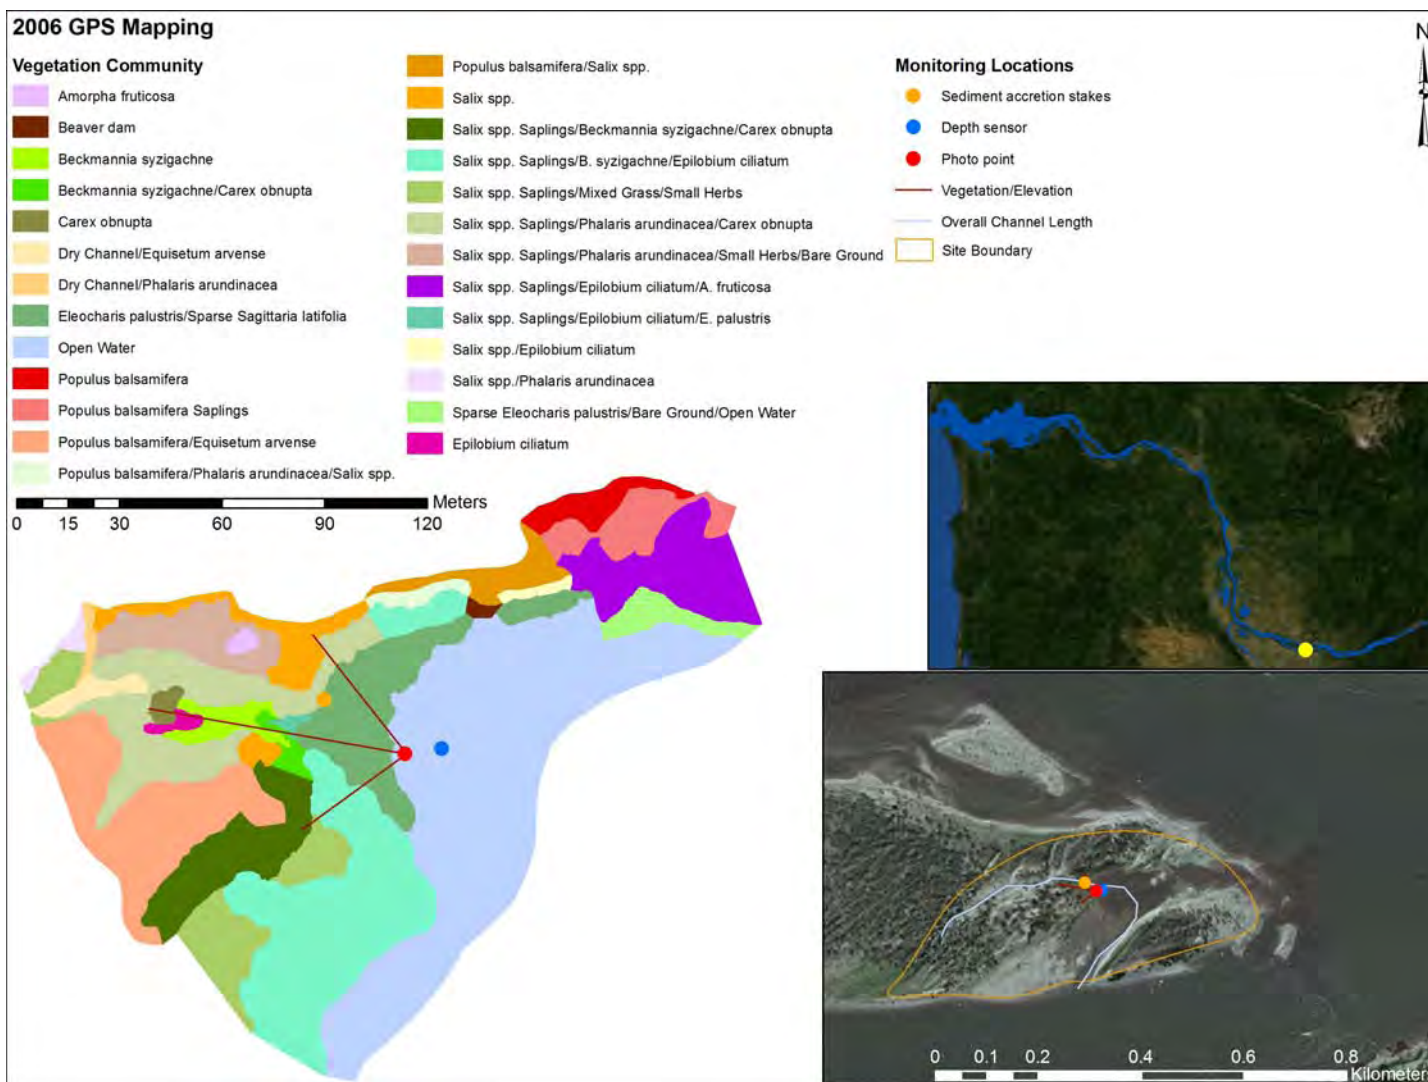 2006 GPS Mapping
Vegetation Community
Amorpha fruticosa
Beaver dam
Beckmannia syzigachne
Beckmannia syzigachne/Carex obnupta
Carex obnupta
Dry Channel/Equisetum arvense
Dry Channel/Phalaris arundinacea
Eleocharis palustris/Sparse Sagittaria latifolia
Open Water
Populus balsamifera
Populus balsamifera Saplings
Populus balsamifera/Equisetum arvense
Populus balsamifera/Phalaris arundinacea/Salix spp.
Populus balsamifera/Salix spp.
Salix spp.
Salix spp. Saplings/Beckmannia syzigachne/Carex obnupta
Salix spp. Saplings/B. syzigachne/Epilobium ciliatum
Salix spp. Saplings/Mixed Grass/Small Herbs
Salix spp. Saplings/Phalaris arundinacea/Carex obnupta
Salix spp. Saplings/Phalaris arundinacea/Small Herbs/Bare Ground
Salix spp. Saplings/Epilobium ciliatum/A. fruticosa
Salix spp. Saplings/Epilobium ciliatum/E. palustris
Salix spp./Epilobium ciliatum
Salix spp./Phalaris arundinacea
Sparse Eleocharis palustris/Bare Ground/Open Water
Epilobium ciliatum
Monitoring Locations
Sediment accretion stakes
Depth sensor
Photo point
Vegetation/Elevation
Overall Channel Length
Site Boundary
N
Meters
0 15 30 60 90 120
0 0.1 0.2 0.4 0.6 0.8
Kilometer